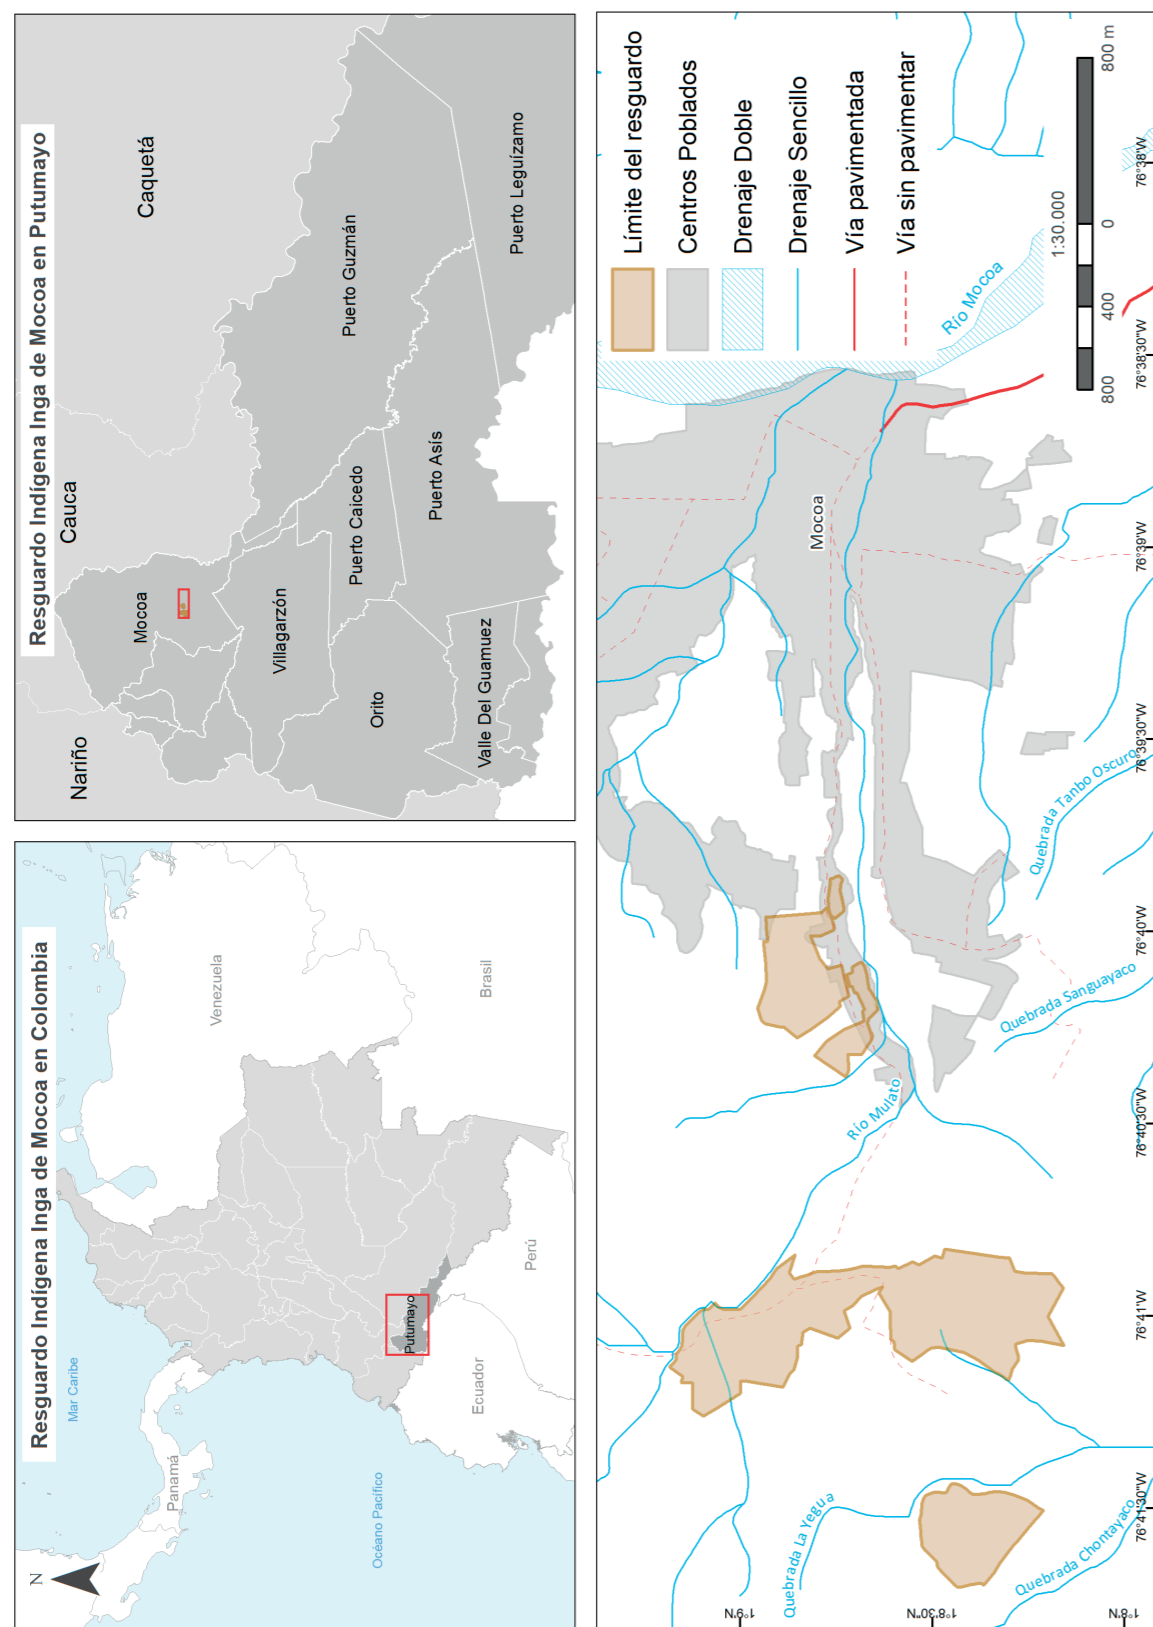 Resguardo Indígena Inga de Mocoa en Colombia
N
Mar Caribe
Panamá
Venezuela
Océano Pacífico
Putumayo
Brasil
Ecuador
Perú
Resguardo Indígena Inga de Mocoa en Putumayo
Nariño
Cauca
Caquetá
Mocoa
Villagarzón
Puerto Guzmán
Puerto Caicedo
Orito
Puerto Asís
Valle Del Guamuez
Puerto Leguízamo
Límite del resguardo
Centros Poblados
Drenaje Doble
Drenaje Sencillo
Vía pavimentada
Vía sin pavimentar
1:30.000
800
400
0
800 m
Río Mocoa
Mocoa
Río Mulato
Quebrada Tanbo Oscuro
Quebrada Sanguayaco
Quebrada La Yegua
Quebrada Chontayaco
1°9'N
1°8'30"N
1°8'N
76°41'30"W
76°41'W
76°40'30"W
76°40'W
76°39'30"W
76°39'W
76°38'30"W
76°38'W